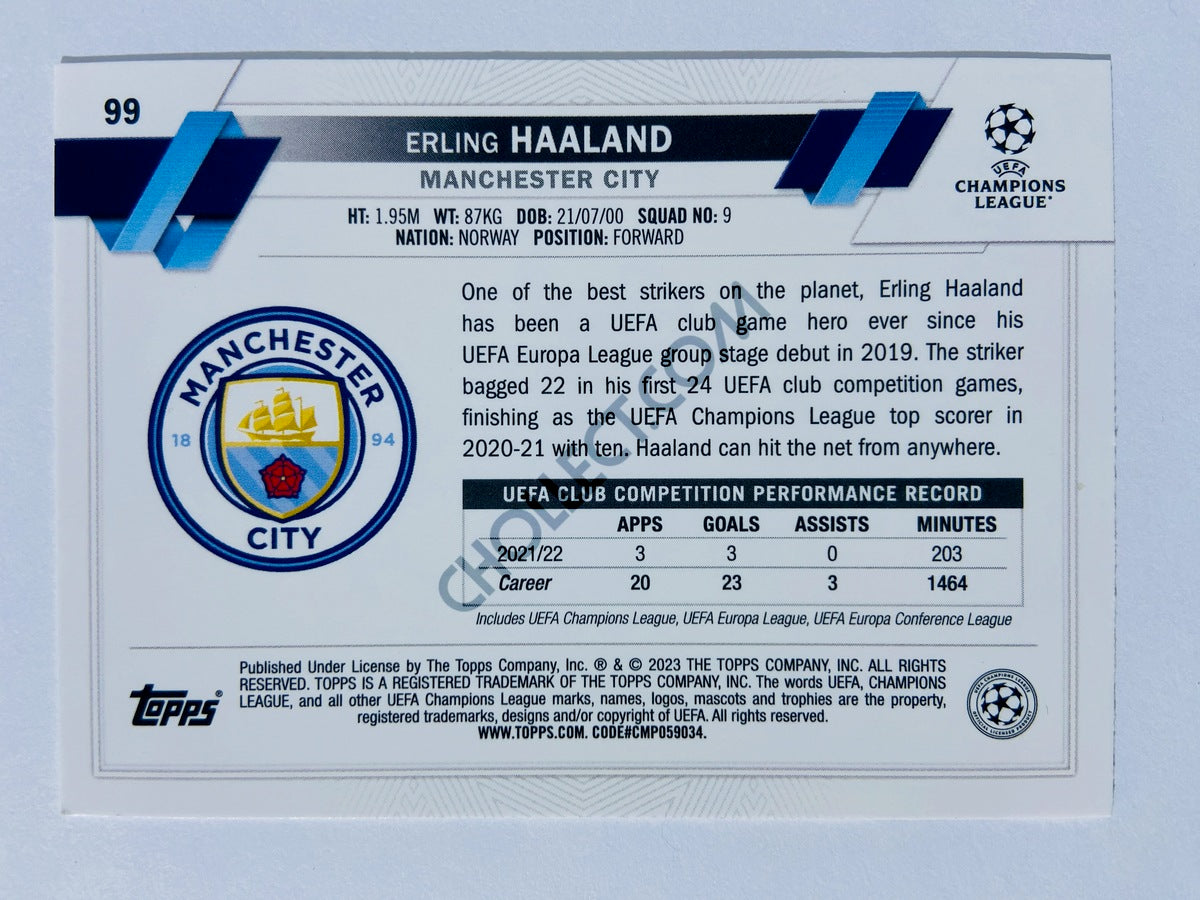 99
ERLING HAALAND
MANCHESTER CITY
UEFA
CHAMPIONS
LEAGUE®
HT: 1.95M WT: 87KG DOB: 21/07/00 SQUAD NO: 9
NATION: NORWAY POSITION: FORWARD
One of the best strikers on the planet, Erling Haaland
has been a UEFA club game hero ever since his
UEFA Europa League group stage debut in 2019. The striker
bagged 22 in his first 24 UEFA club competition games,
finishing as the UEFA Champions League top scorer in
2020-21 with ten. Haaland can hit the net from anywhere.
MANCHESTER
18 94
CITY
UEFA CLUB COMPETITION PERFORMANCE RECORD
APPS GOALS ASSISTS MINUTES
2021/22 3 3 0 203
Career 20 23 3 1464
Includes UEFA Champions League, UEFA Europa League, UEFA Europa Conference League
CHOLLECT.COM
Published Under License by The Topps Company, Inc. ® & © 2023 THE TOPPS COMPANY, INC. ALL RIGHTS
RESERVED. TOPPS IS A REGISTERED TRADEMARK OF THE TOPPS COMPANY, INC. The words UEFA, CHAMPIONS
LEAGUE, and all other UEFA Champions League marks, names, logos, mascots and trophies are the property,
registered trademarks, designs and/or copyright of UEFA. All rights reserved.
WWW.TOPPS.COM. CODE#CMP059034.
Topps®
UEFA CHAMPIONS LEAGUE
OFFICIAL LICENSED PRODUCT